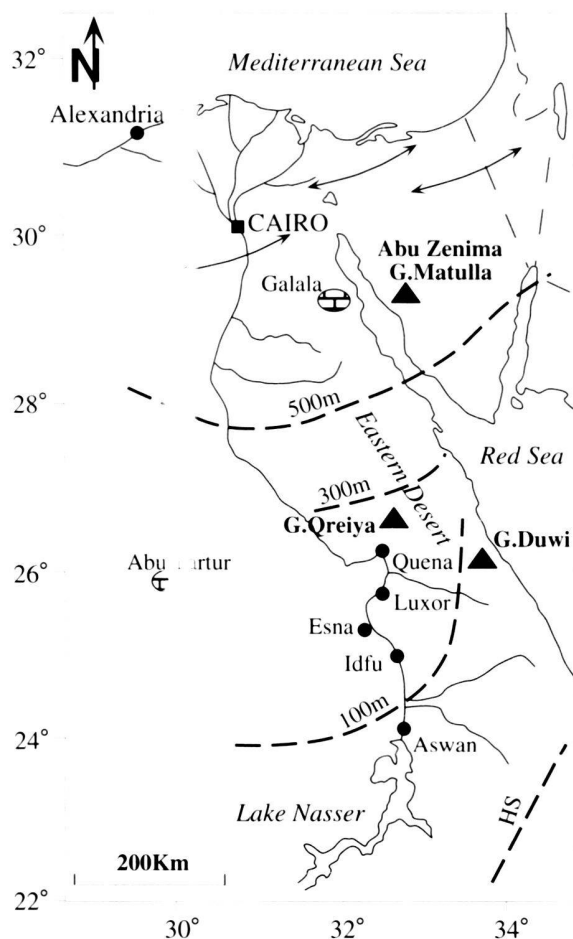 32°
N
Mediterranean Sea
Alexandria
30°
CAIRO
Abu Zenima
G.Matulla
Galala
28°
500m
Eastern Desert
Red Sea
300m
G.Qreiya
G.Duwi
26°
Abu
Quena
Luxor
Esna
Idfu
100m
24°
Aswan
Lake Nasser
HS
200Km
22°
30°
32°
34°